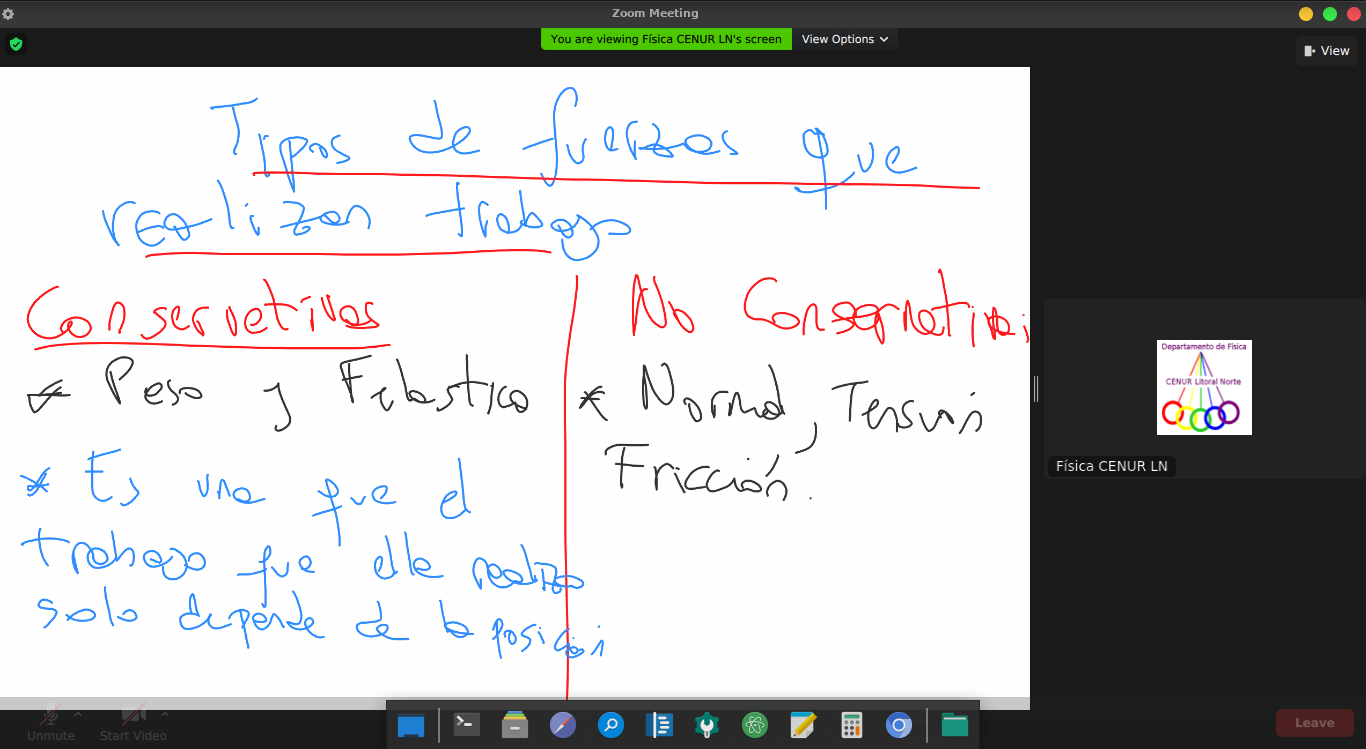 Zoom Meeting
You are viewing Física CENUR LN's screen
View Options
View
Tipos de fuerzas que
realizan trabajo
Conservativas
No Conservativas
* Peso y F elastica
* Normal, Tensión
Fricción.
* Es una que el
trabajo que ella realiza
solo depende de la posición
Departamento de Física
CENUR Litoral Norte
Física CENUR LN
Unmute
Start Video
Leave